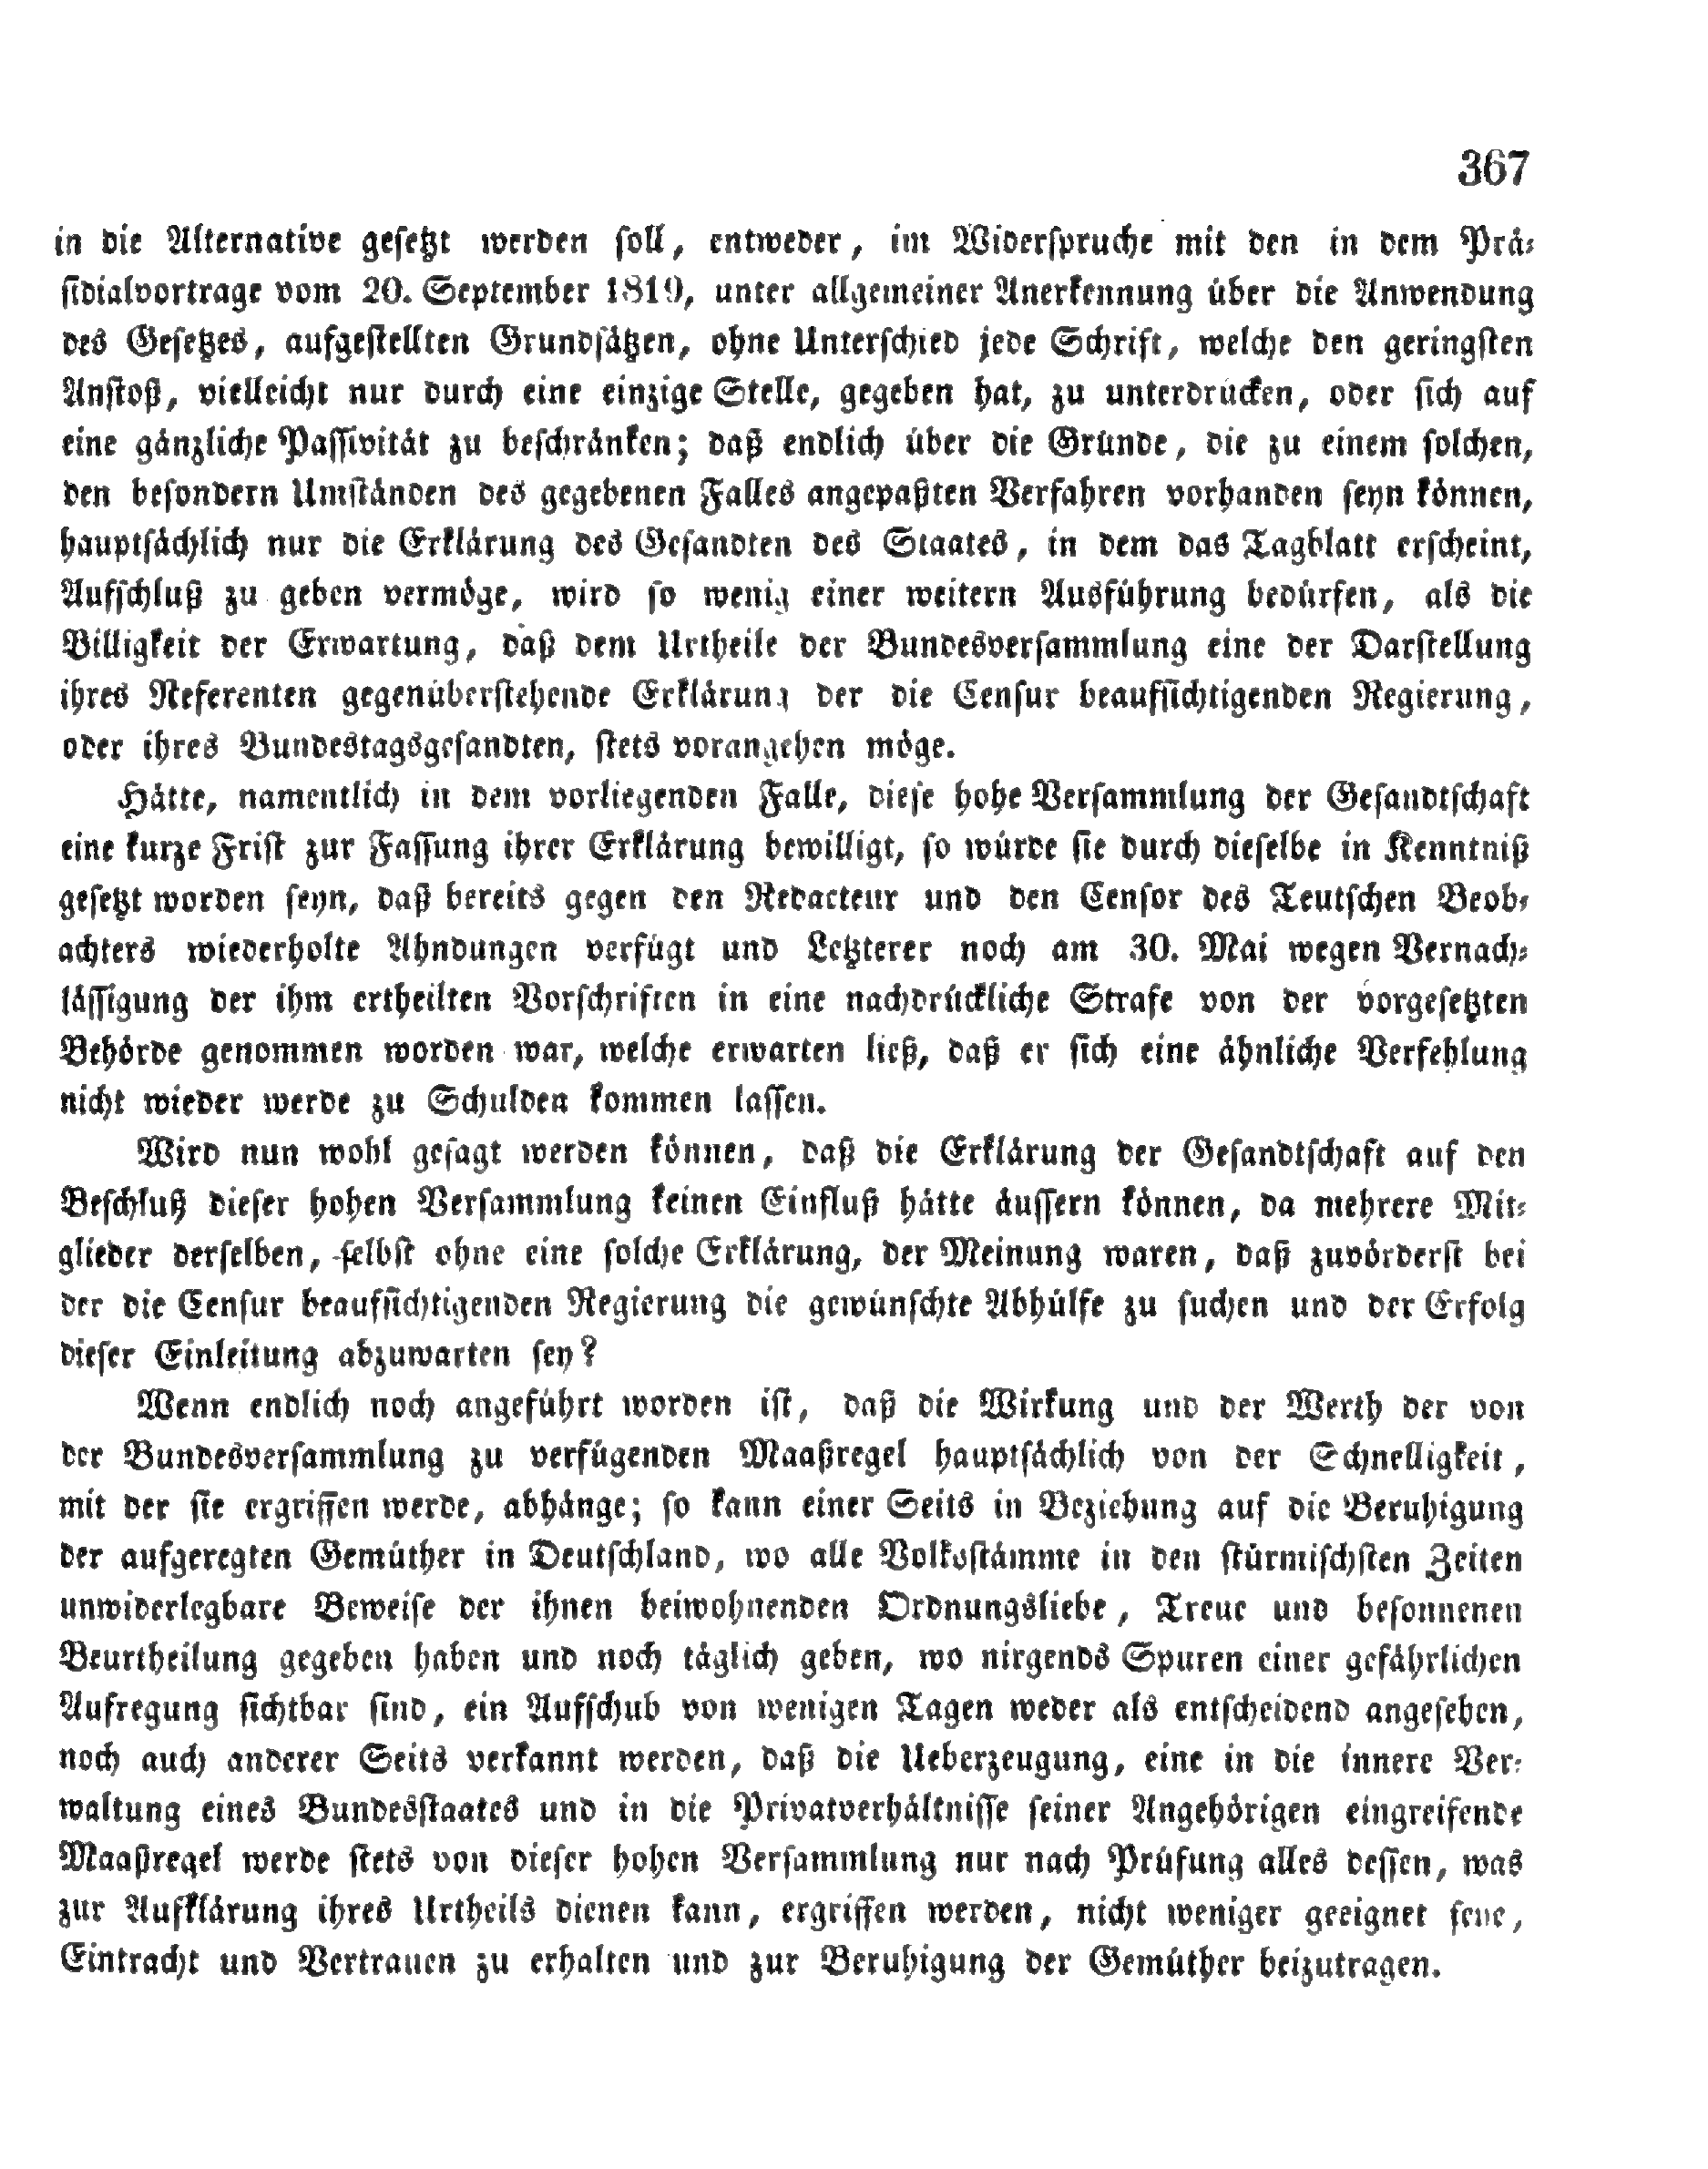 367
in die Alternative gesetzt werden soll, entweder, im Widerspruche mit den in dem Prä-
sidialvortrage vom 20. September 1819, unter allgemeiner Anerkennung über die Anwendung
des Gesetzes, aufgestellten Grundsätzen, ohne Unterschied jede Schrift, welche den geringsten
Anstoß, vielleicht nur durch eine einzige Stelle, gegeben hat, zu unterdrücken, oder sich auf
eine gänzliche Passivität zu beschränken; daß endlich über die Gründe, die zu einem solchen,
den besondern Umständen des gegebenen Falles angepaßten Verfahren vorhanden seyn können,
hauptsächlich nur die Erklärung des Gesandten des Staates, in dem das Tagblatt erscheint,
Aufschluß zu geben vermöge, wird so wenig einer weitern Ausführung bedürfen, als die
Billigkeit der Erwartung, daß dem Urtheile der Bundesversammlung eine der Darstellung
ihres Referenten gegenüberstehende Erklärung der die Censur beaufsichtigenden Regierung,
oder ihres Bundestagsgesandten, stets vorangehen möge.
Hätte, namentlich in dem vorliegenden Falle, diese hohe Versammlung der Gesandtschaft
eine kurze Frist zur Fassung ihrer Erklärung bewilligt, so würde sie durch dieselbe in Kenntniß
gesetzt worden seyn, daß bereits gegen den Redacteur und den Censor des Teutschen Beob-
achters wiederholte Ahndungen verfügt und Letzterer noch am 30. Mai wegen Vernach-
lässigung der ihm ertheilten Vorschriften in eine nachdrückliche Strafe von der vorgesetzten
Behörde genommen worden war, welche erwarten ließ, daß er sich eine ähnliche Verfehlung
nicht wieder werde zu Schulden kommen lassen.
Wird nun wohl gesagt werden können, daß die Erklärung der Gesandtschaft auf den
Beschluß dieser hohen Versammlung keinen Einfluß hätte äussern können, da mehrere Mit-
glieder derselben, selbst ohne eine solche Erklärung, der Meinung waren, daß zuvörderst bei
der die Censur beaufsichtigenden Regierung die gewünschte Abhülfe zu suchen und der Erfolg
dieser Einleitung abzuwarten sey?
Wenn endlich noch angeführt worden ist, daß die Wirkung und der Werth der von
der Bundesversammlung zu verfügenden Maaßregel hauptsächlich von der Schnelligkeit,
mit der sie ergriffen werde, abhänge; so kann einer Seits in Beziehung auf die Beruhigung
der aufgeregten Gemüther in Deutschland, wo alle Volksstämme in den stürmischsten Zeiten
unwiderlegbare Beweise der ihnen beiwohnenden Ordnungsliebe, Treue und besonnenen
Beurtheilung gegeben haben und noch täglich geben, wo nirgends Spuren einer gefährlichen
Aufregung sichtbar sind, ein Aufschub von wenigen Tagen weder als entscheidend angesehen,
noch auch anderer Seits verkannt werden, daß die Ueberzeugung, eine in die innere Ver-
waltung eines Bundesstaates und in die Privatverhältnisse seiner Angehörigen eingreifende
Maaßregel werde stets von dieser hohen Versammlung nur nach Prüfung alles dessen, was
zur Aufklärung ihres Urtheils dienen kann, ergriffen werden, nicht weniger geeignet seye,
Eintracht und Vertrauen zu erhalten und zur Beruhigung der Gemüther beizutragen.